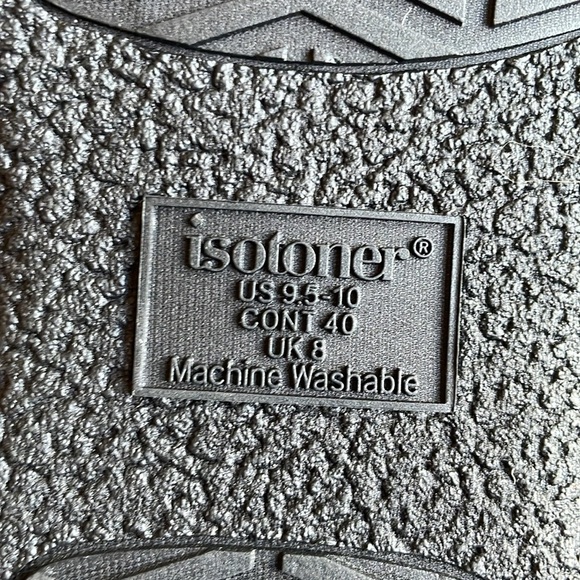 isotoner®
US 9.5-10
CONT 40
UK 8
Machine Washable